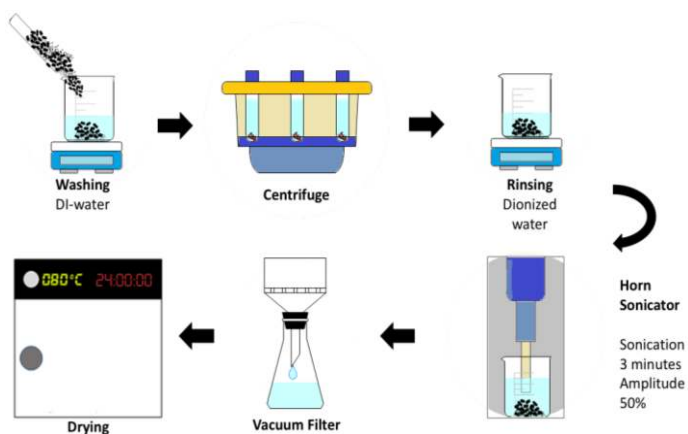 Washing
DI-water
Centrifuge
Rinsing
Dionized
water
Horn
Sonicator
Sonication
3 minutes
Amplitude
50%
080°C 24:00:00
Drying
Vacuum Filter